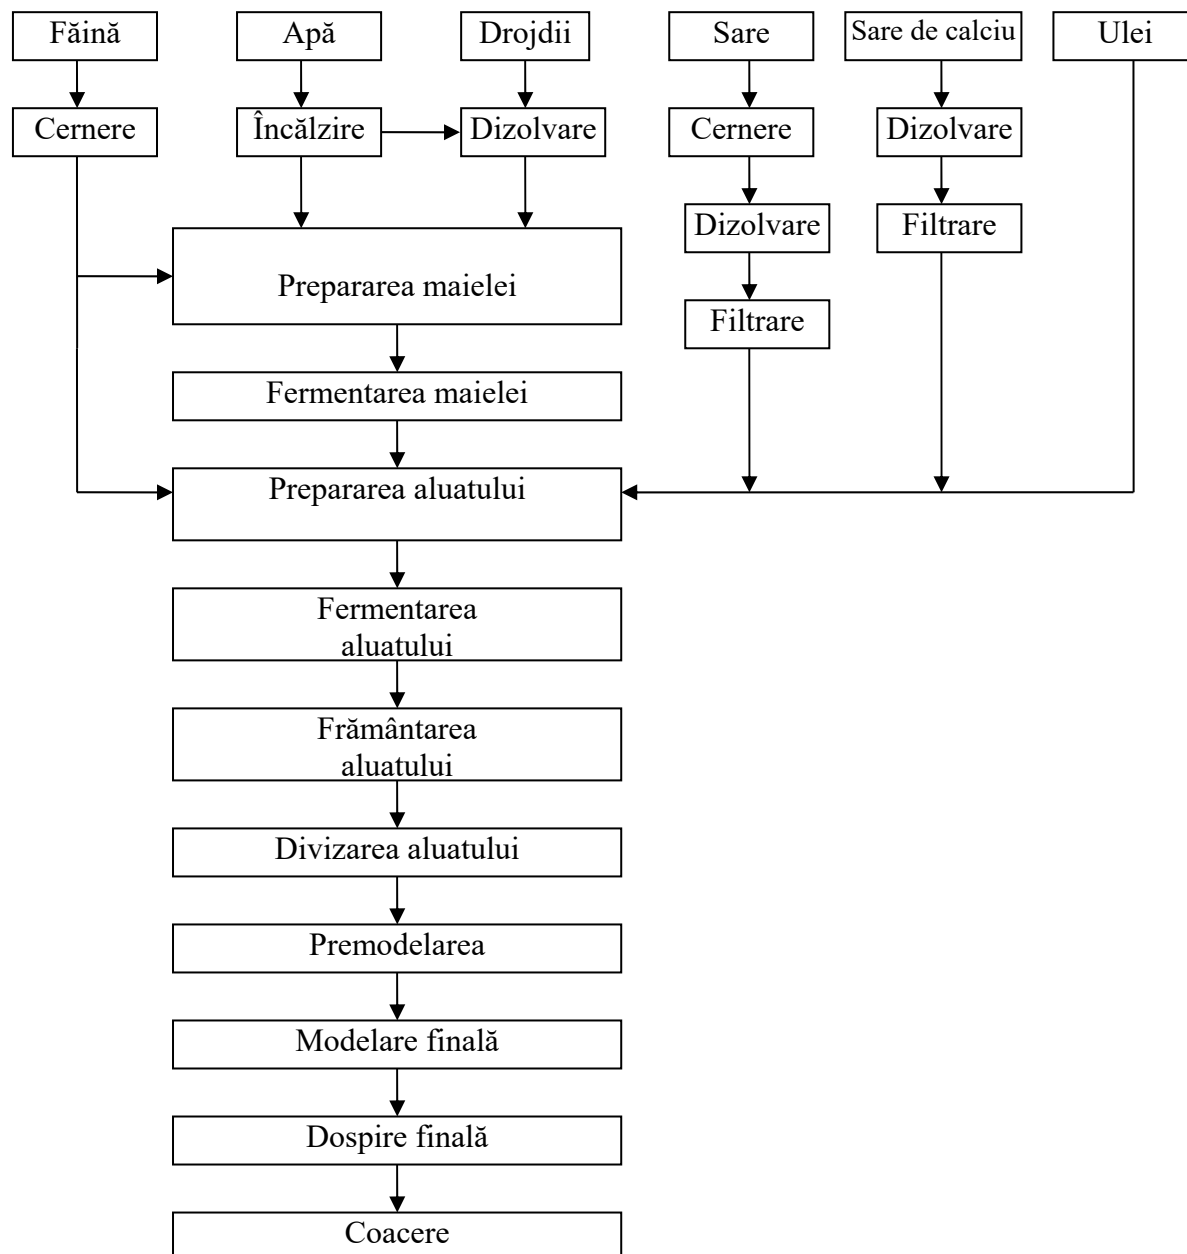 Făină
Apă
Drojdii
Sare
Sare de calciu
Ulei
Cernere
Încălzire
Dizolvare
Cernere
Dizolvare
Dizolvare
Filtrare
Prepararea maielei
Filtrare
Fermentarea maielei
Prepararea aluatului
Fermentarea
aluatului
Frământarea
aluatului
Divizarea aluatului
Premodelarea
Modelare finală
Dospire finală
Coacere